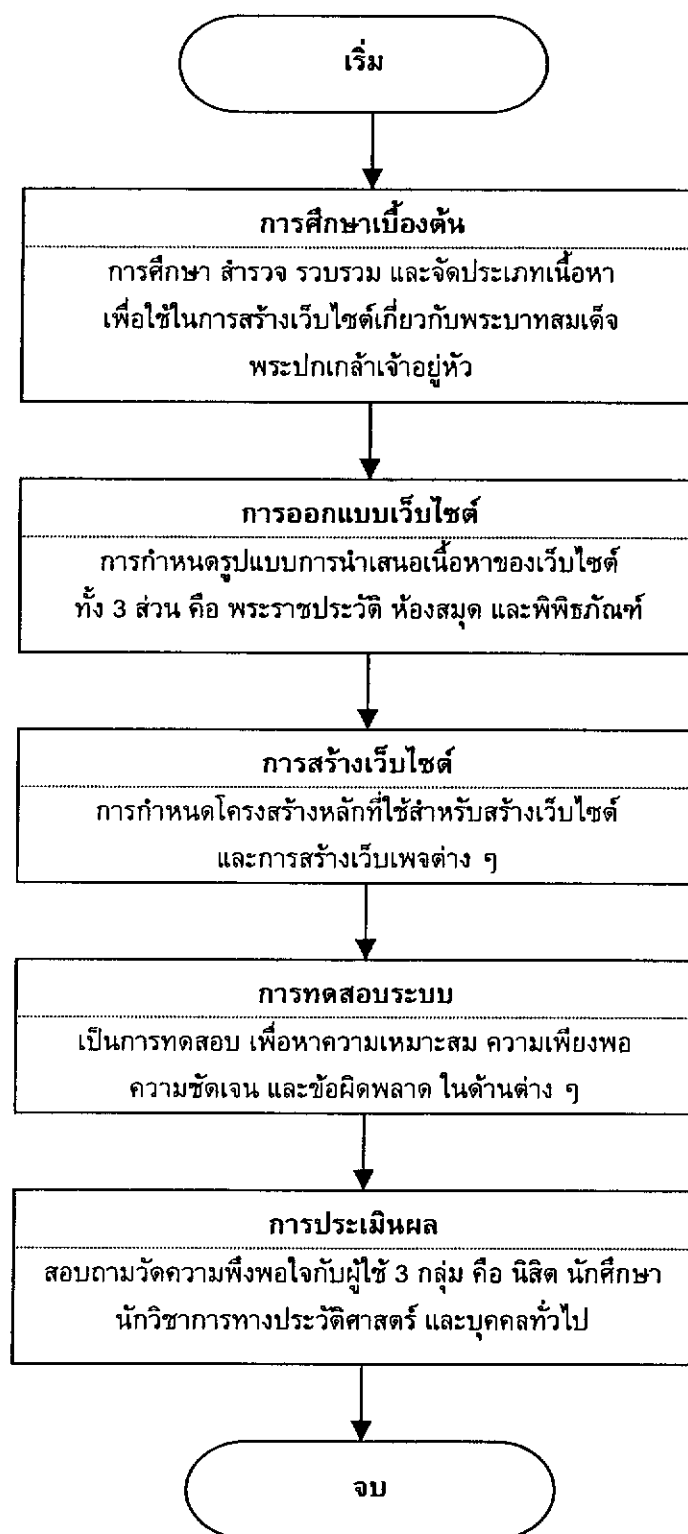 เริ่ม
การศึกษาเบื้องต้น
การศึกษา สำรวจ รวบรวม และจัดประเภทเนื้อหา
เพื่อใช้ในการสร้างเว็บไซต์เกี่ยวกับพระบาทสมเด็จ
พระปกเกล้าเจ้าอยู่หัว
การออกแบบเว็บไซต์
การกำหนดรูปแบบการนำเสนอเนื้อหาของเว็บไซต์
ทั้ง 3 ส่วน คือ พระราชประวัติ ห้องสมุด และพิพิธภัณฑ์
การสร้างเว็บไซต์
การกำหนดโครงสร้างหลักที่ใช้สำหรับสร้างเว็บไซต์
และการสร้างเว็บเพจต่าง ๆ
การทดสอบระบบ
เป็นการทดสอบ เพื่อหาความเหมาะสม ความเพียงพอ
ความชัดเจน และข้อผิดพลาด ในด้านต่าง ๆ
การประเมินผล
สอบถามวัดความพึงพอใจกับผู้ใช้ 3 กลุ่ม คือ นิสิต นักศึกษา
นักวิชาการทางประวัติศาสตร์ และบุคคลทั่วไป
จบ